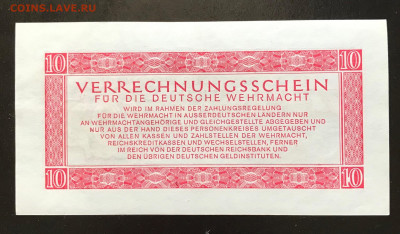 COINS.LAVE.RU
10 10
VERRECHNUNGSSCHEIN
FÜR DIE DEUTSCHE WEHRMACHT
WIRD IM RAHMEN DER ZAHLUNGSREGELUNG
FÜR DIE WEHRMACHT IN AUSSERDEUTSCHEN LÄNDERN NUR
AN WEHRMACHTANGEHÖRIGE UND GLEICHGESTELLTE ABGEGEBEN UND
NUR AUS DER HAND DIESES PERSONENKREISES UMGETAUSCHT
VON ALLEN KASSEN UND ZAHLSTELLEN DER WEHRMACHT,
REICHSKREDITKASSEN UND WECHSELSTELLEN, FERNER
IM REICH VON DER DEUTSCHEN REICHSBANK UND
DEN ÜBRIGEN DEUTSCHEN GELDINSTITUTEN.
10 10